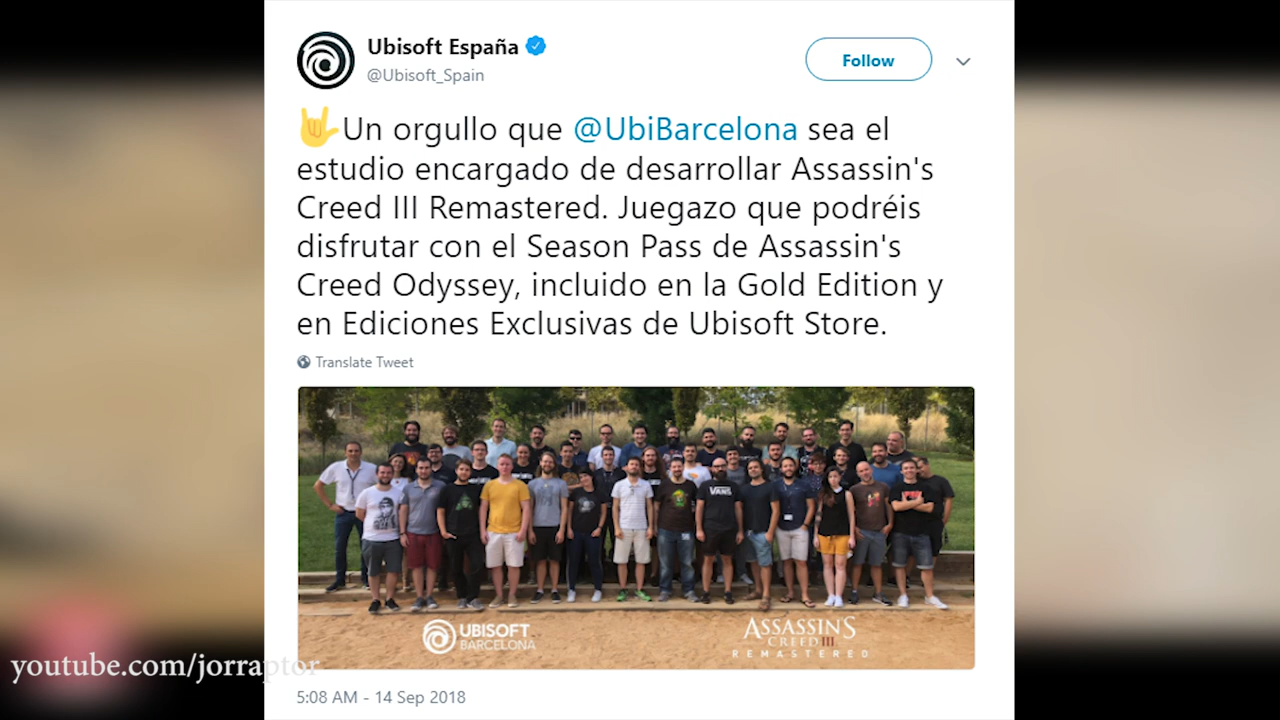 Ubisoft España
@Ubisoft_Spain
Follow
🤟Un orgullo que @UbiBarcelona sea el
estudio encargado de desarrollar Assassin's
Creed III Remastered. Juegazo que podréis
disfrutar con el Season Pass de Assassin's
Creed Odyssey, incluido en la Gold Edition y
en Ediciones Exclusivas de Ubisoft Store.
Translate Tweet
VANS
UBISOFT
BARCELONA
ASSASSIN'S
CREED III
REMASTERED
youtube.com/jorraptor
5:08 AM - 14 Sep 2018